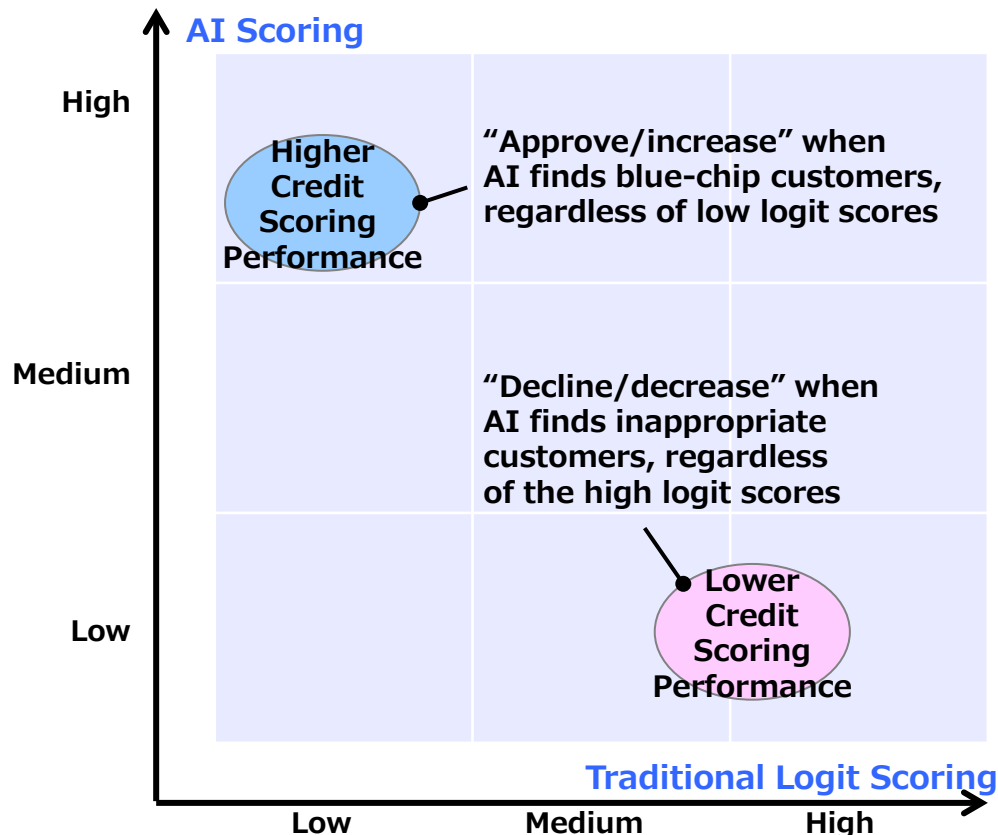 AI Scoring
High
Higher
Credit
Scoring
Performance
“Approve/increase” when
AI finds blue-chip customers,
regardless of low logit scores
Medium
“Decline/decrease” when
AI finds inappropriate
customers, regardless
of the high logit scores
Low
Lower
Credit
Scoring
Performance
Traditional Logit Scoring
Low
Medium
High